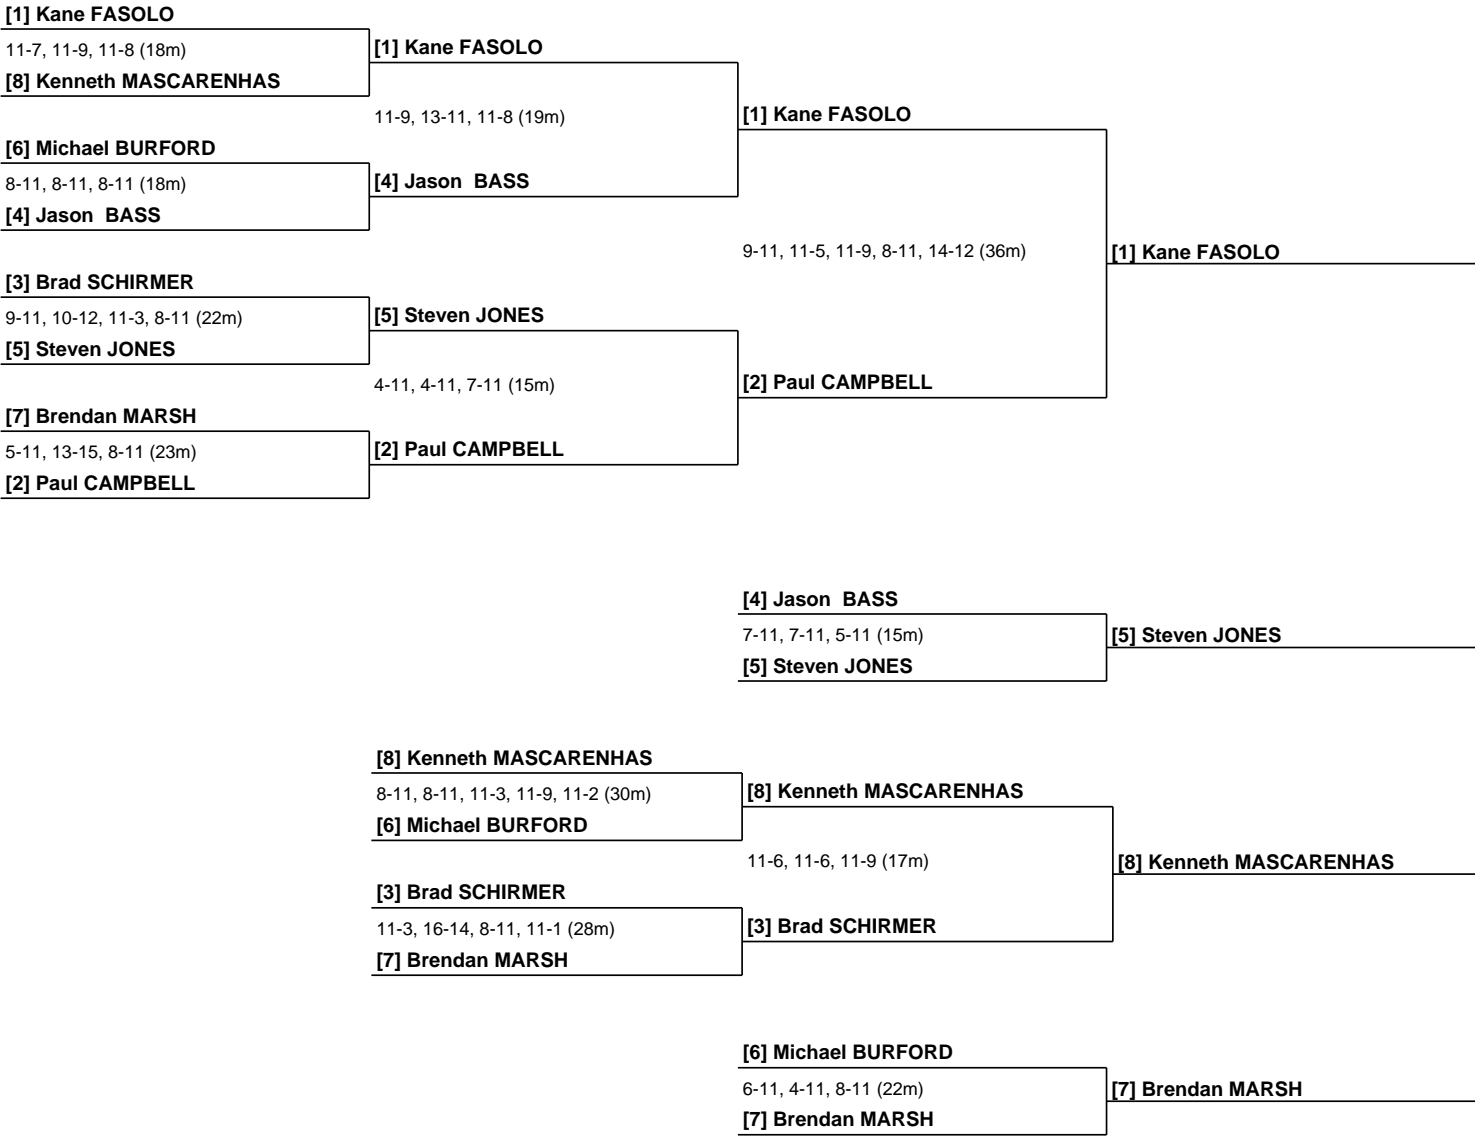 [1] Kane FASOLO
11-7, 11-9, 11-8 (18m)
[8] Kenneth MASCARENHAS
[1] Kane FASOLO
11-9, 13-11, 11-8 (19m)
[1] Kane FASOLO
[6] Michael BURFORD
8-11, 8-11, 8-11 (18m)
[4] Jason  BASS
[4] Jason  BASS
9-11, 11-5, 11-9, 8-11, 14-12 (36m)
[1] Kane FASOLO
[3] Brad SCHIRMER
9-11, 10-12, 11-3, 8-11 (22m)
[5] Steven JONES
[5] Steven JONES
4-11, 4-11, 7-11 (15m)
[2] Paul CAMPBELL
[7] Brendan MARSH
5-11, 13-15, 8-11 (23m)
[2] Paul CAMPBELL
[2] Paul CAMPBELL
[4] Jason  BASS
7-11, 7-11, 5-11 (15m)
[5] Steven JONES
[5] Steven JONES
[8] Kenneth MASCARENHAS
8-11, 8-11, 11-3, 11-9, 11-2 (30m)
[6] Michael BURFORD
[8] Kenneth MASCARENHAS
11-6, 11-6, 11-9 (17m)
[8] Kenneth MASCARENHAS
[3] Brad SCHIRMER
11-3, 16-14, 8-11, 11-1 (28m)
[7] Brendan MARSH
[3] Brad SCHIRMER
[6] Michael BURFORD
6-11, 4-11, 8-11 (22m)
[7] Brendan MARSH
[7] Brendan MARSH